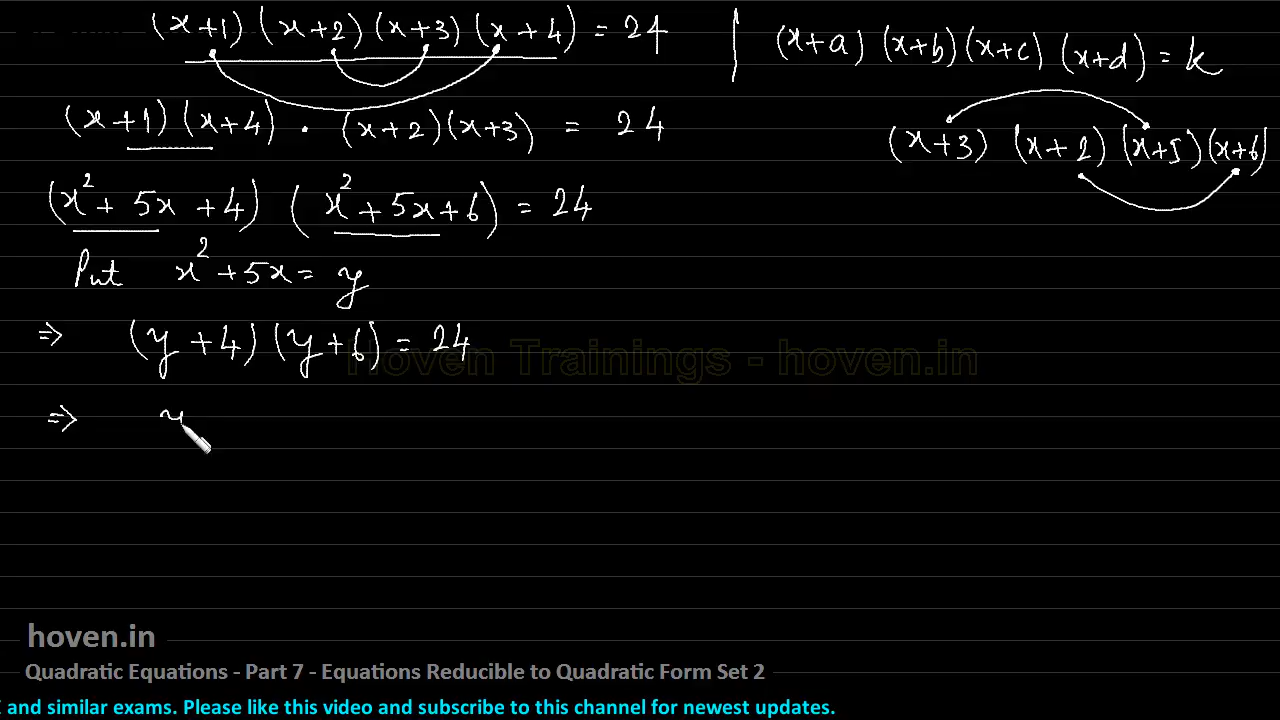 (x+1) (x+2) (x+3) (x+4) = 24
(x+1)(x+4) · (x+2)(x+3) = 24
(x² + 5x + 4) (x² + 5x + 6) = 24
Put x² + 5x = y
⇒ (y + 4) (y + 6) = 24
⇒ y
(x+a) (x+b) (x+c) (x+d) = k
(x+3) (x+2) (x+5) (x+6)
Hoven Trainings - hoven.in
hoven.in
Quadratic Equations - Part 7 - Equations Reducible to Quadratic Form Set 2
and similar exams. Please like this video and subscribe to this channel for newest updates.